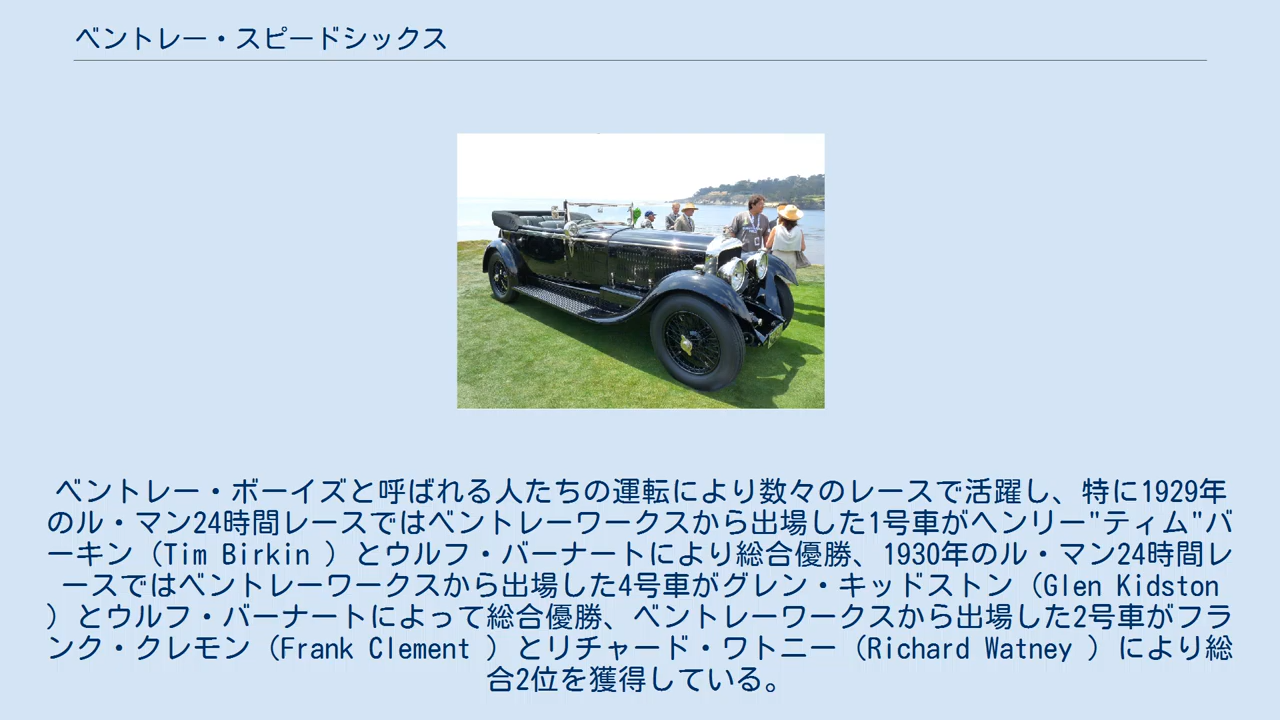 ベントレー・スピードシックス
ベントレー・ボーイズと呼ばれる人たちの運転により数々のレースで活躍し、特に1929年
のル・マン24時間レースではベントレーワークスから出場した1号車がヘンリー"ティム"バ
ーキン（Tim Birkin ）とウルフ・バーナートにより総合優勝、1930年のル・マン24時間レ
ースではベントレーワークスから出場した4号車がグレン・キッドストン（Glen Kidston
）とウルフ・バーナートによって総合優勝、ベントレーワークスから出場した2号車がフラ
ンク・クレモン（Frank Clement ）とリチャード・ワトニー（Richard Watney ）により総
合2位を獲得している。